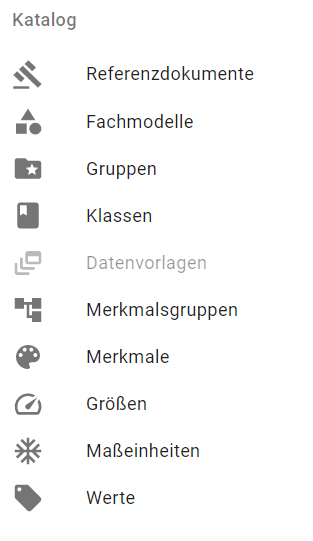 Katalog
Referenzdokumente
Fachmodelle
Gruppen
Klassen
Datenvorlagen
Merkmalsgruppen
Merkmale
Größen
Maßeinheiten
Werte